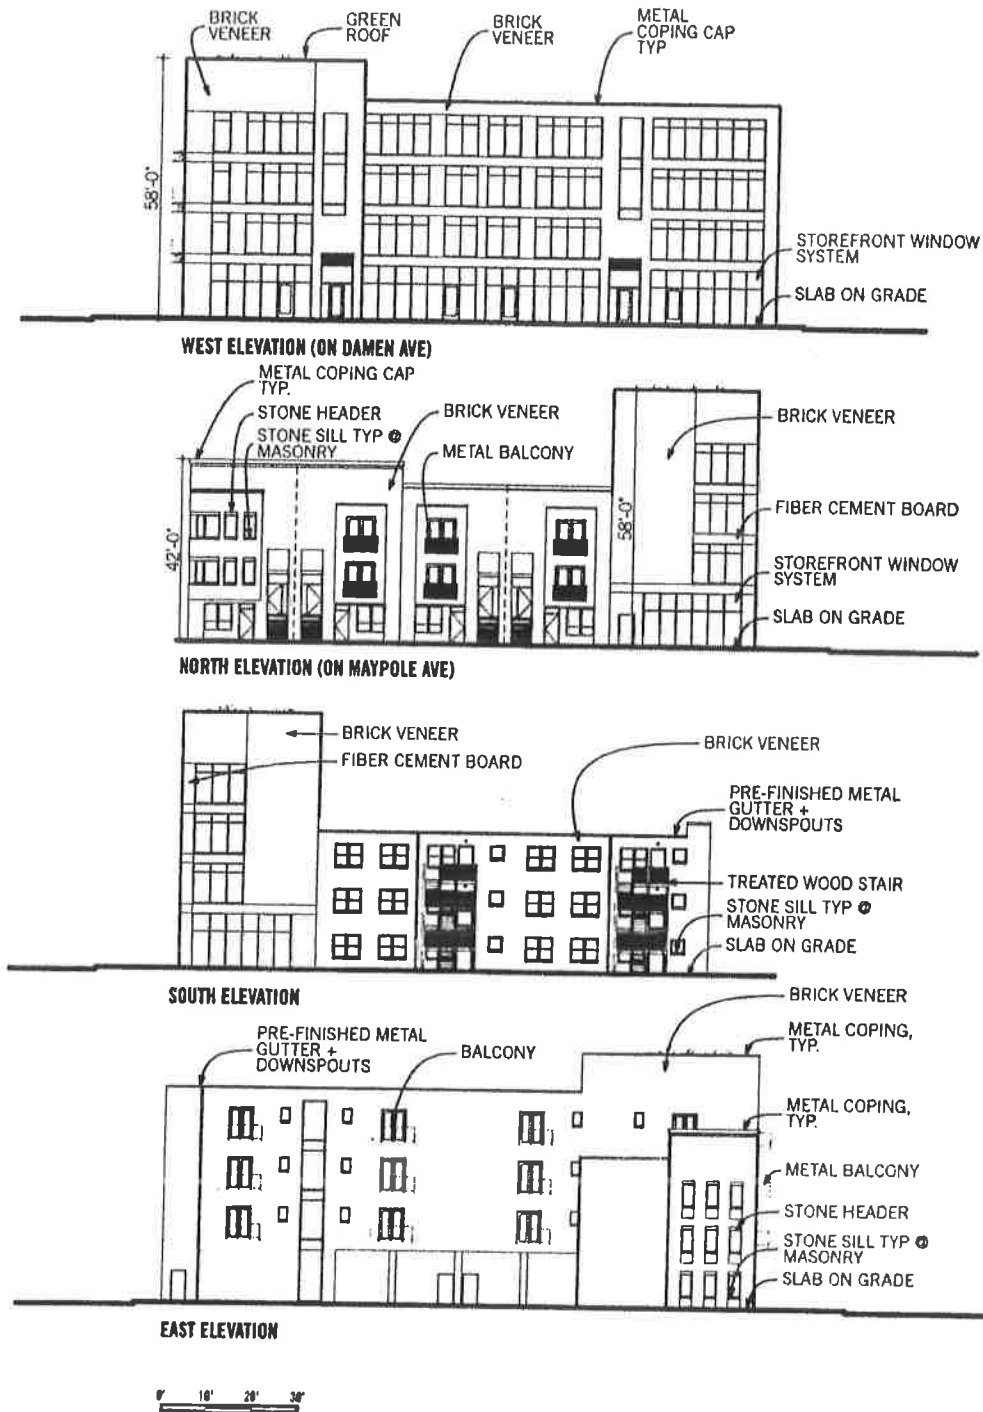 BRICK
VENEER
GREEN
ROOF
BRICK
VENEER
METAL
COPING CAP
TYP
58'-0"
STOREFRONT WINDOW
SYSTEM
SLAB ON GRADE
WEST ELEVATION (ON DAMEN AVE)
METAL COPING CAP
TYP.
STONE HEADER
STONE SILL TYP @
MASONRY
BRICK VENEER
METAL BALCONY
BRICK VENEER
42'-0"
58'-0"
FIBER CEMENT BOARD
STOREFRONT WINDOW
SYSTEM
SLAB ON GRADE
NORTH ELEVATION (ON MAYPOLE AVE)
BRICK VENEER
FIBER CEMENT BOARD
BRICK VENEER
PRE-FINISHED METAL
GUTTER +
DOWNSPOUTS
TREATED WOOD STAIR
STONE SILL TYP @
MASONRY
SLAB ON GRADE
SOUTH ELEVATION
PRE-FINISHED METAL
GUTTER +
DOWNSPOUTS
BALCONY
BRICK VENEER
METAL COPING,
TYP.
METAL COPING,
TYP.
METAL BALCONY
STONE HEADER
STONE SILL TYP @
MASONRY
SLAB ON GRADE
EAST ELEVATION
0' 10' 20' 30'